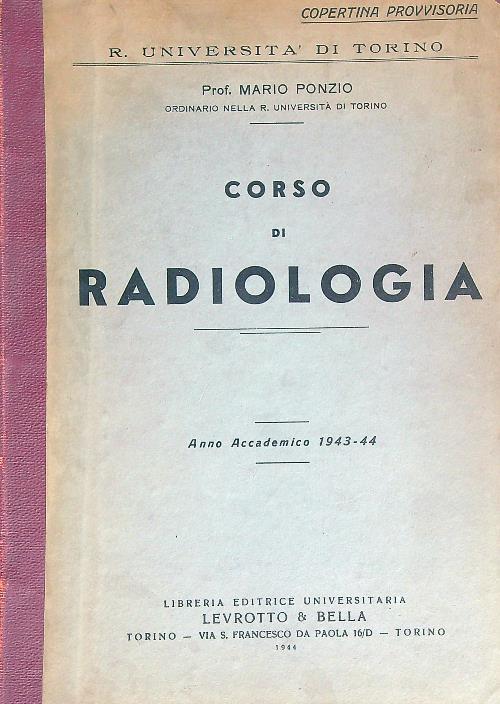 COPERTINA PROVVISORIA
R. UNIVERSITA' DI TORINO
Prof. MARIO PONZIO
ORDINARIO NELLA R. UNIVERSITÀ DI TORINO
CORSO
DI
RADIOLOGIA
Anno Accademico 1943-44
LIBRERIA EDITRICE UNIVERSITARIA
LEVROTTO & BELLA
TORINO — VIA S. FRANCESCO DA PAOLA 16/D — TORINO
1944